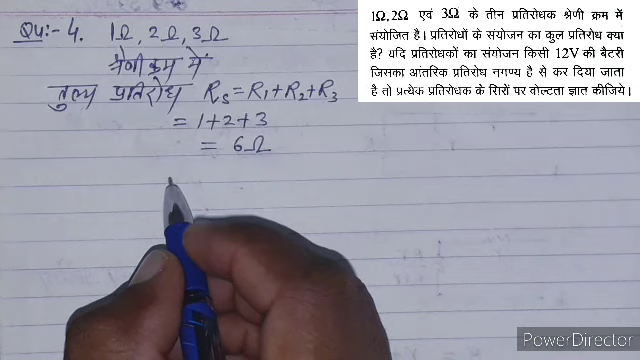 Qu:- 4. 1Ω, 2Ω, 3Ω
श्रेणीक्रम में
तुल्य प्रतिरोध Rs = R1 + R2 + R3
= 1+2+3
= 6Ω
1Ω, 2Ω एवं 3Ω के तीन प्रतिरोधक श्रेणी क्रम में
संयोजित है। प्रतिरोधों के संयोजन का कुल प्रतिरोध क्या
है? यदि प्रतिरोधकों का संयोजन किसी 12V की बैटरी
जिसका आंतरिक प्रतिरोध नगण्य है से कर दिया जाता
है तो प्रत्येक प्रतिरोधक के सिरों पर वोल्टता ज्ञात कीजिये।
PowerDirector